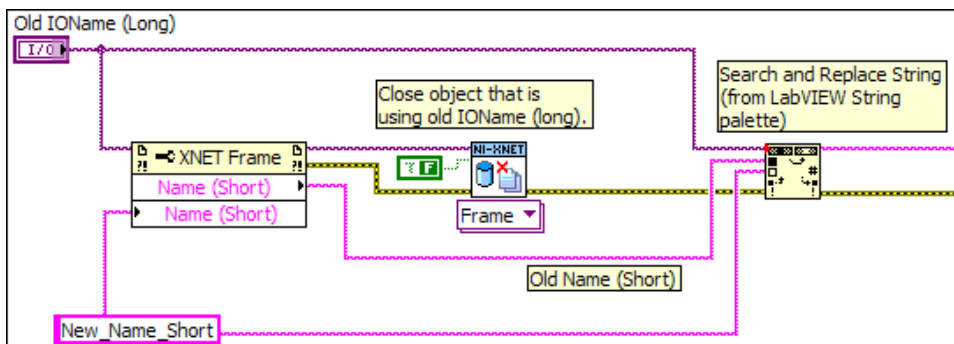 Old IOName (Long)
I/O
Close object that is
using old IOName (long).
Search and Replace String
(from LabVIEW String
palette)
XNET Frame
Name (Short)
Name (Short)
?!
?!
F
NI-XNET
Frame
Old Name (Short)
New_Name_Short